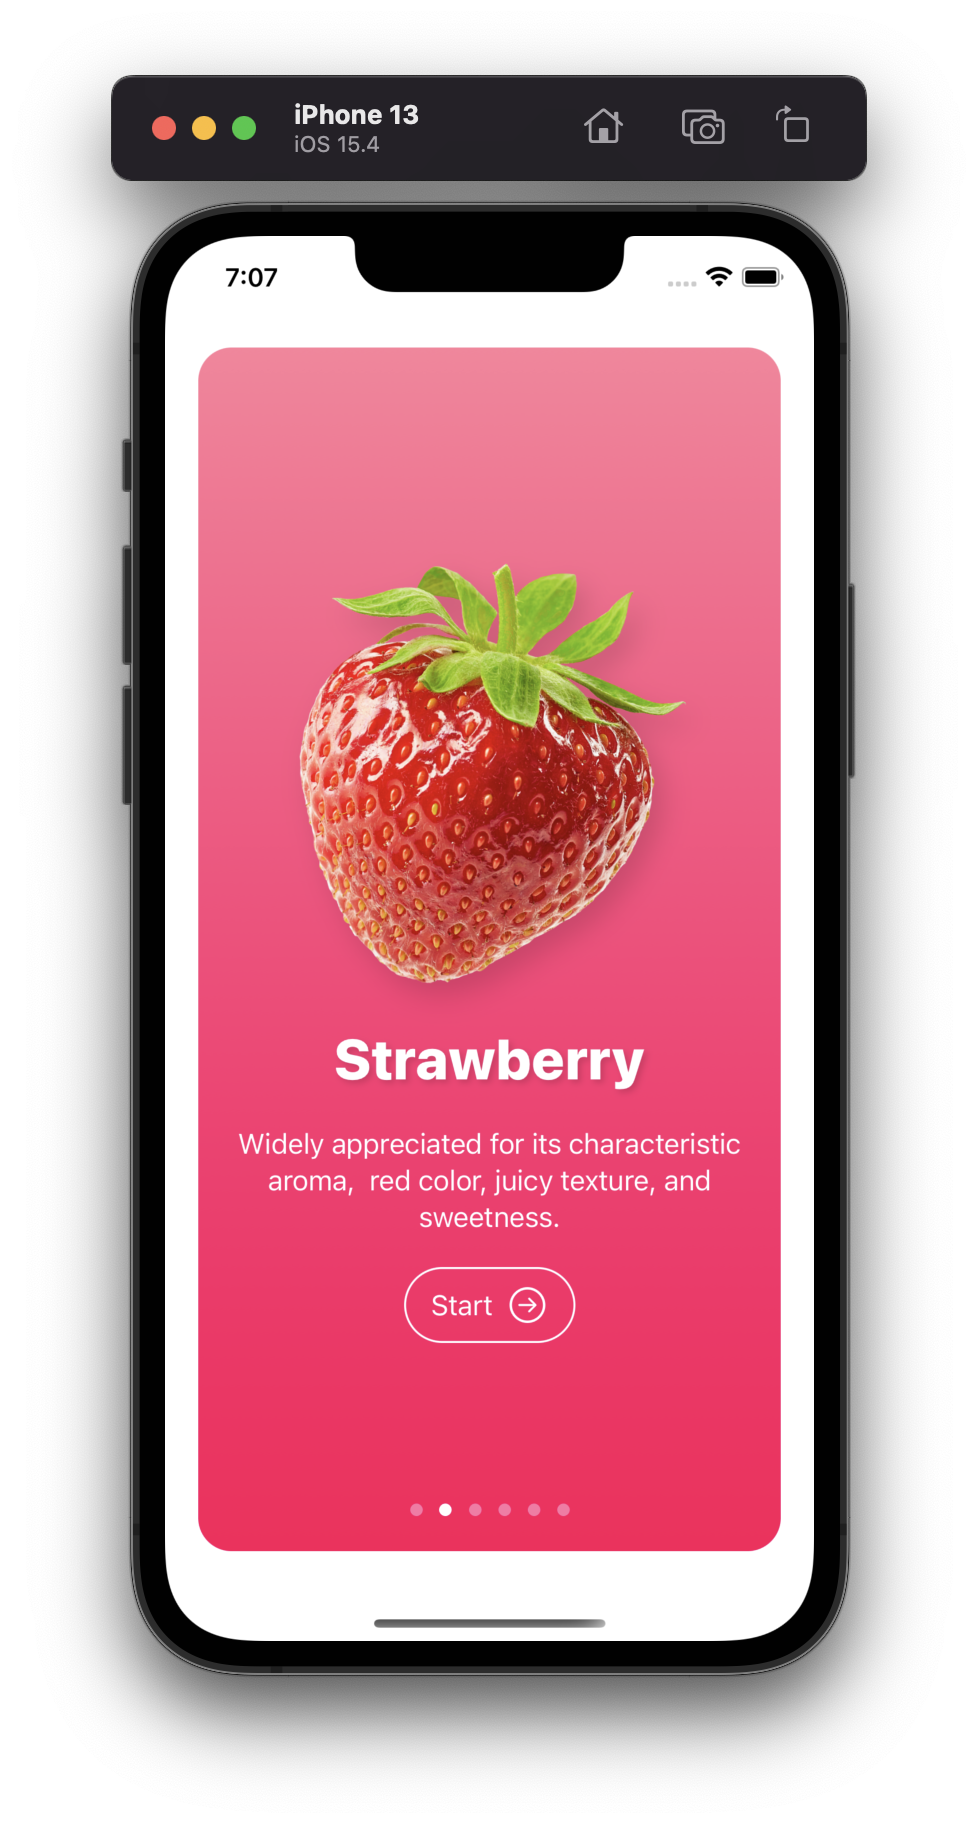 iPhone 13
iOS 15.4
7:07
Strawberry
Widely appreciated for its characteristic
aroma,  red color, juicy texture, and
sweetness.
Start